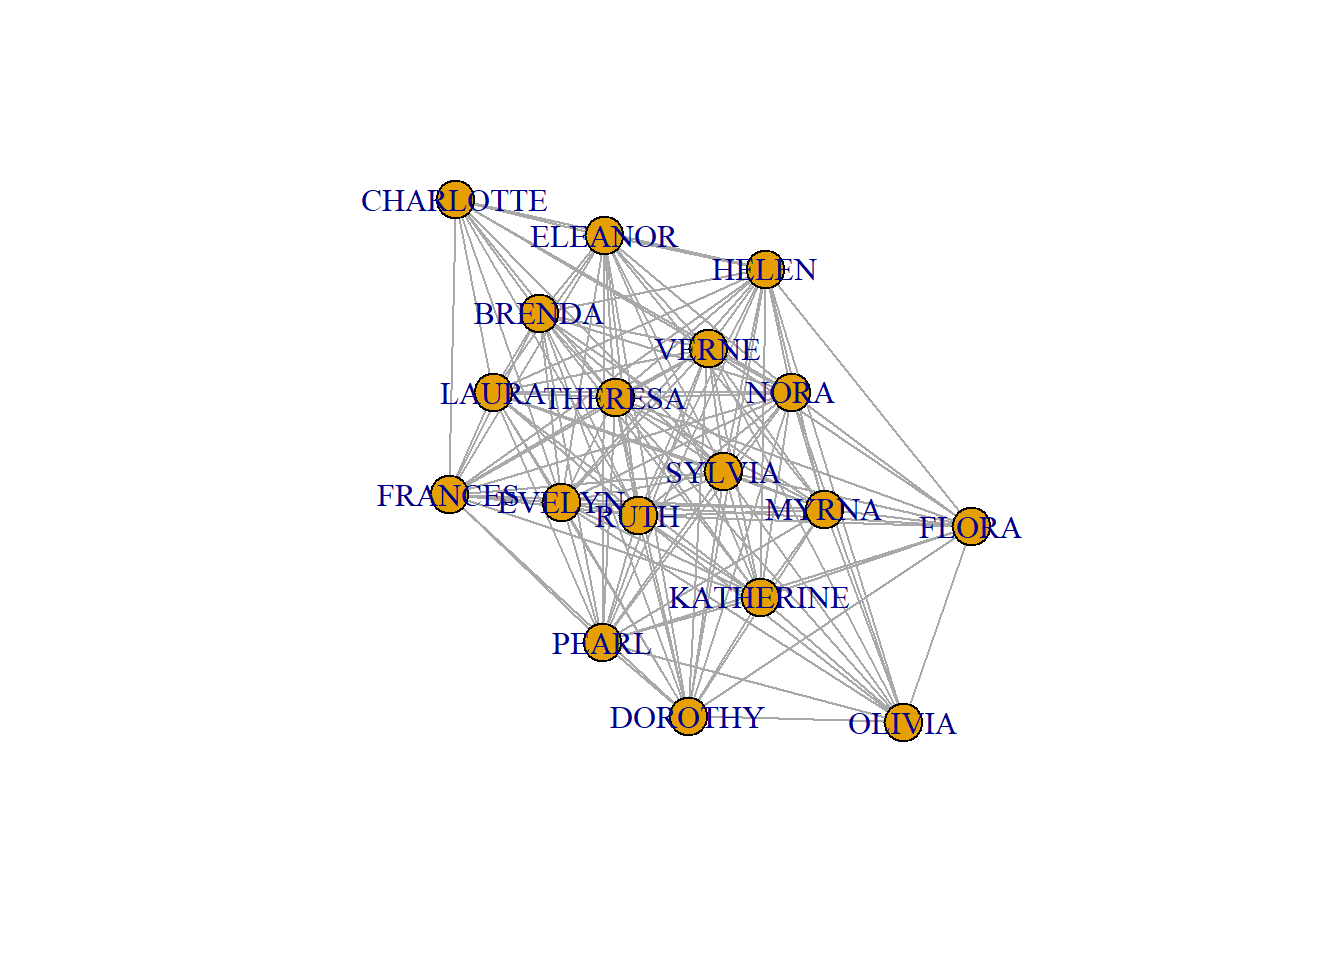 CHARLOTTE
ELEANOR
HELEN
BRENDA
VERNE
LAURA
THERESA
NORA
SYLVIA
FRANCES
EVELYN
RUTH
MYRNA
FLORA
KATHERINE
PEARL
DOROTHY
OLIVIA